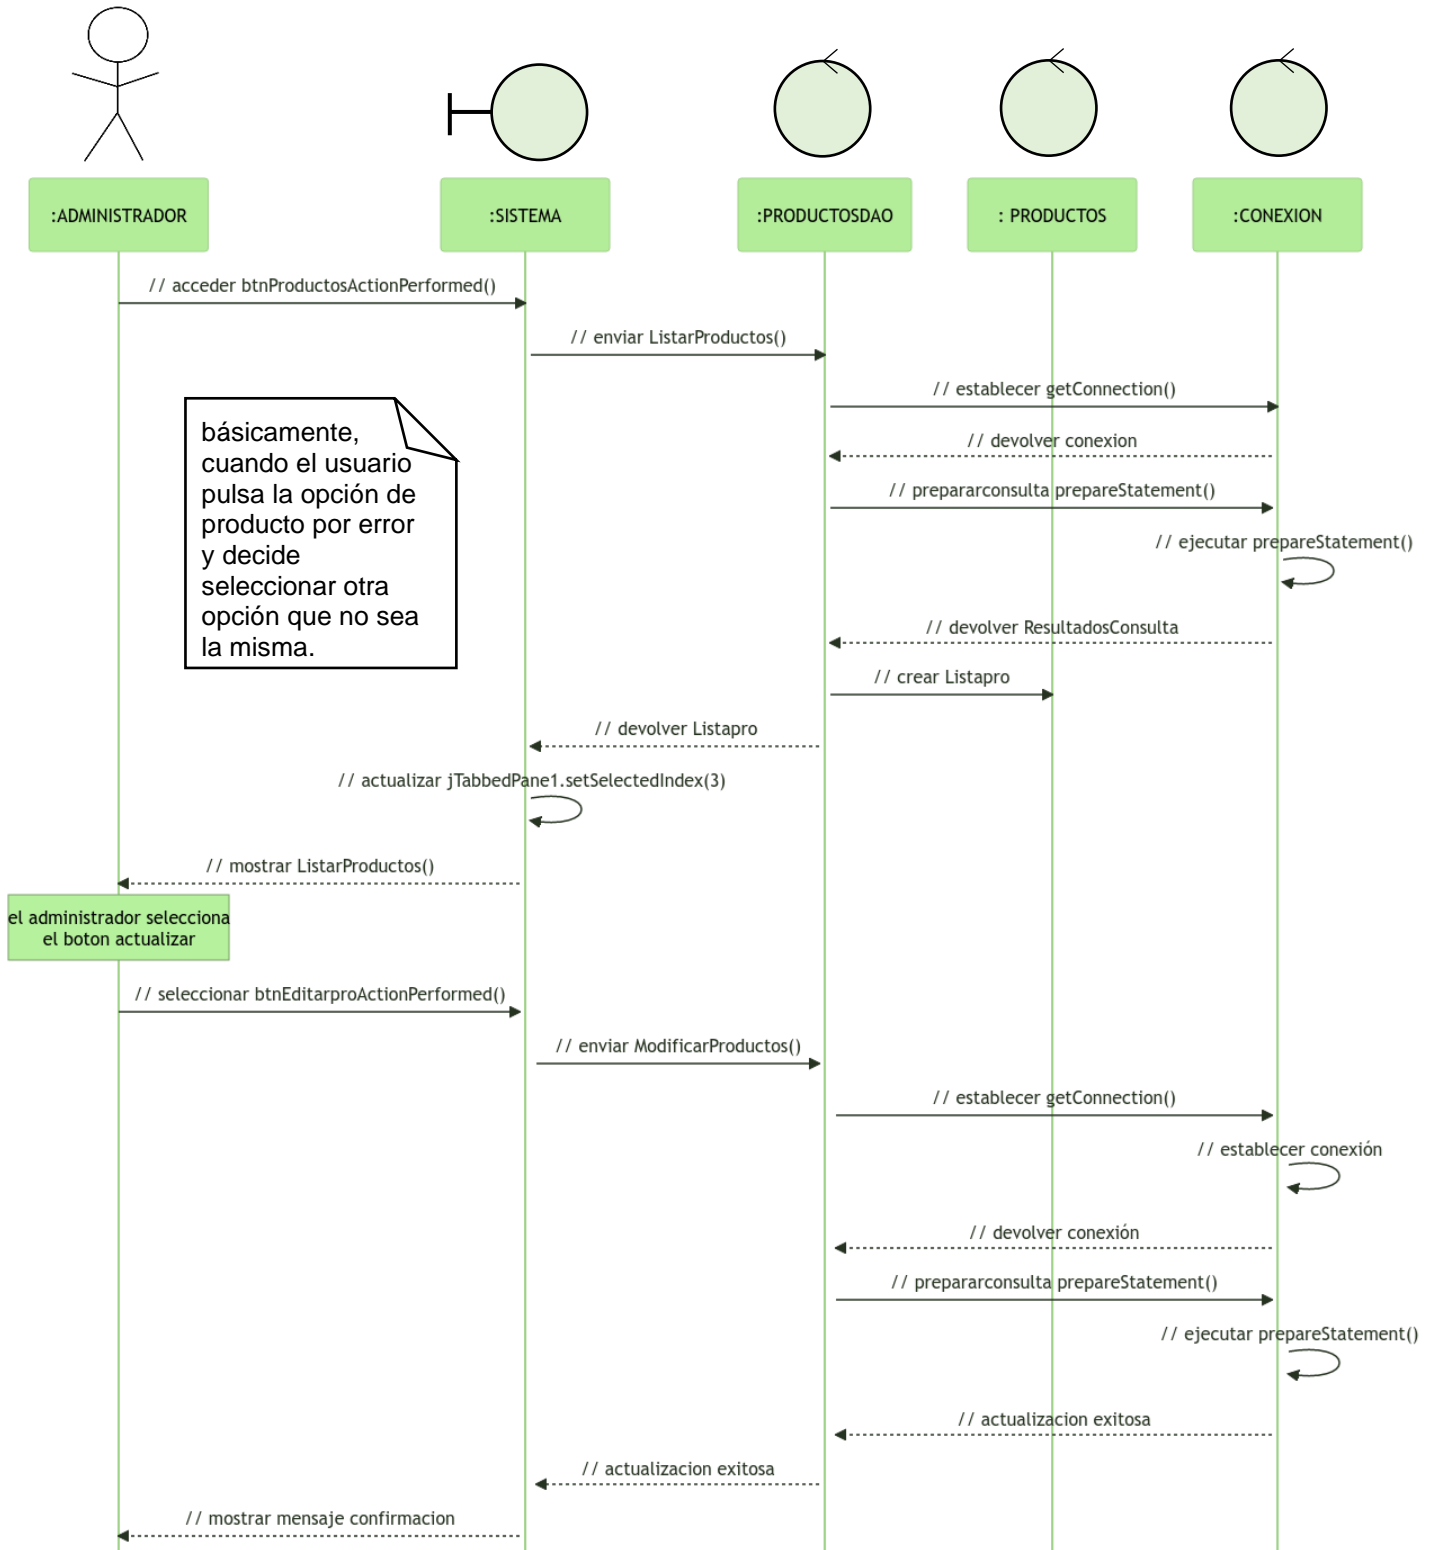 :ADMINISTRADOR
:SISTEMA
:PRODUCTOSDAO
: PRODUCTOS
:CONEXION
// acceder btnProductosActionPerformed()
// enviar ListarProductos()
// establecer getConnection()
básicamente,
cuando el usuario
pulsa la opción de
producto por error
y decide
seleccionar otra
opción que no sea
la misma.
// devolver conexion
// prepararconsulta prepareStatement()
// ejecutar prepareStatement()
// devolver ResultadosConsulta
// crear Listapro
// devolver Listapro
// actualizar jTabbedPane1.setSelectedIndex(3)
// mostrar ListarProductos()
el administrador selecciona
el boton actualizar
// seleccionar btnEditarproActionPerformed()
// enviar ModificarProductos()
// establecer getConnection()
// establecer conexión
// devolver conexión
// prepararconsulta prepareStatement()
// ejecutar prepareStatement()
// actualizacion exitosa
// actualizacion exitosa
// mostrar mensaje confirmacion